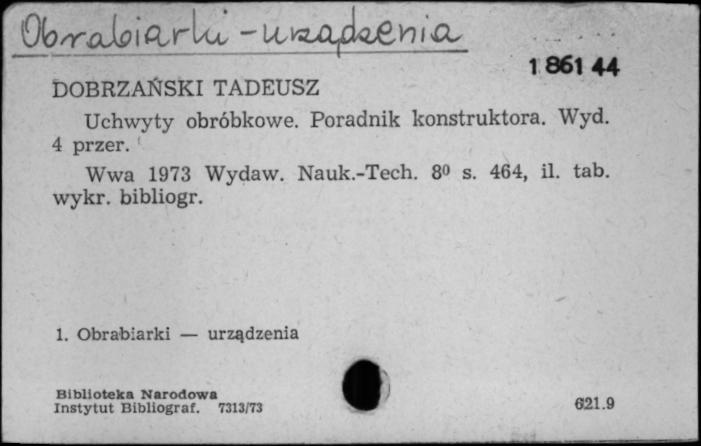 Obrabiarki - urządzenia
1 861 44
DOBRZAŃSKI TADEUSZ
Uchwyty obróbkowe. Poradnik konstruktora. Wyd.
4 przer.
Wwa 1973 Wydaw. Nauk.-Tech. 8⁰ s. 464, il. tab.
wykr. bibliogr.
1. Obrabiarki — urządzenia
Biblioteka Narodowa
Instytut Bibliograf. 7313/73
621.9